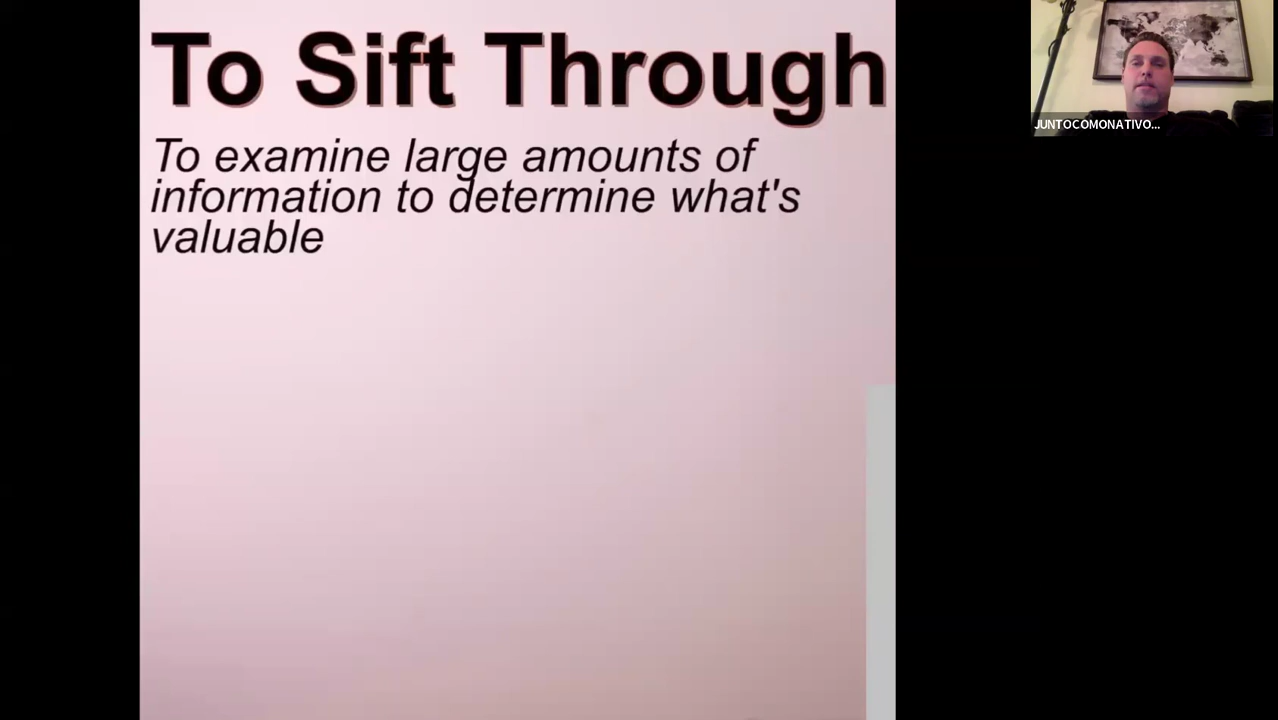 To Sift Through
To examine large amounts of
information to determine what's
valuable
JUNTOCOMONATIVO...